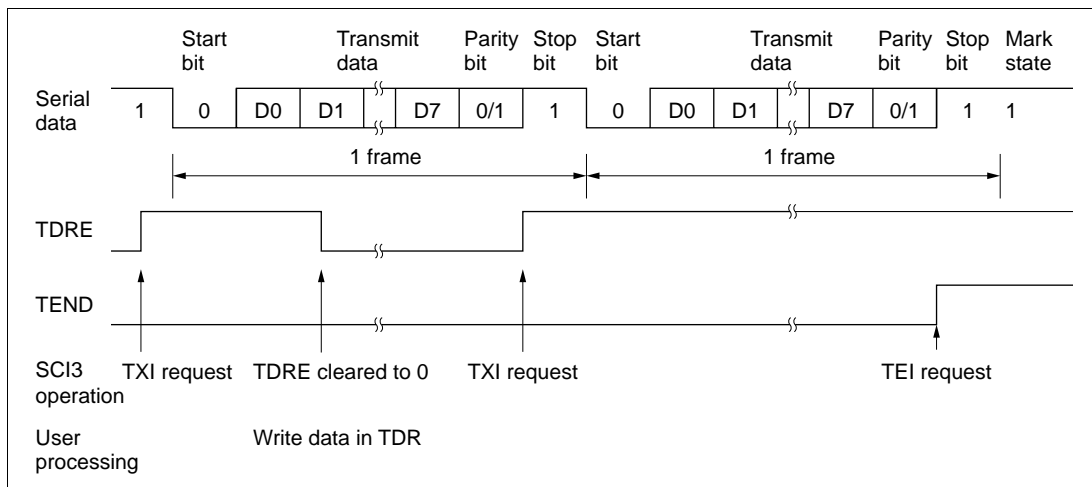 Start bit Transmit data Parity bit Stop bit Start bit Transmit data Parity bit Stop bit Mark state
Serial data 1 0 D0 D1 D7 0/1 1 0 D0 D1 D7 0/1 1 1
1 frame 1 frame
TDRE
TEND
SCI3 operation TXI request TDRE cleared to 0 TXI request TEI request
User processing Write data in TDR